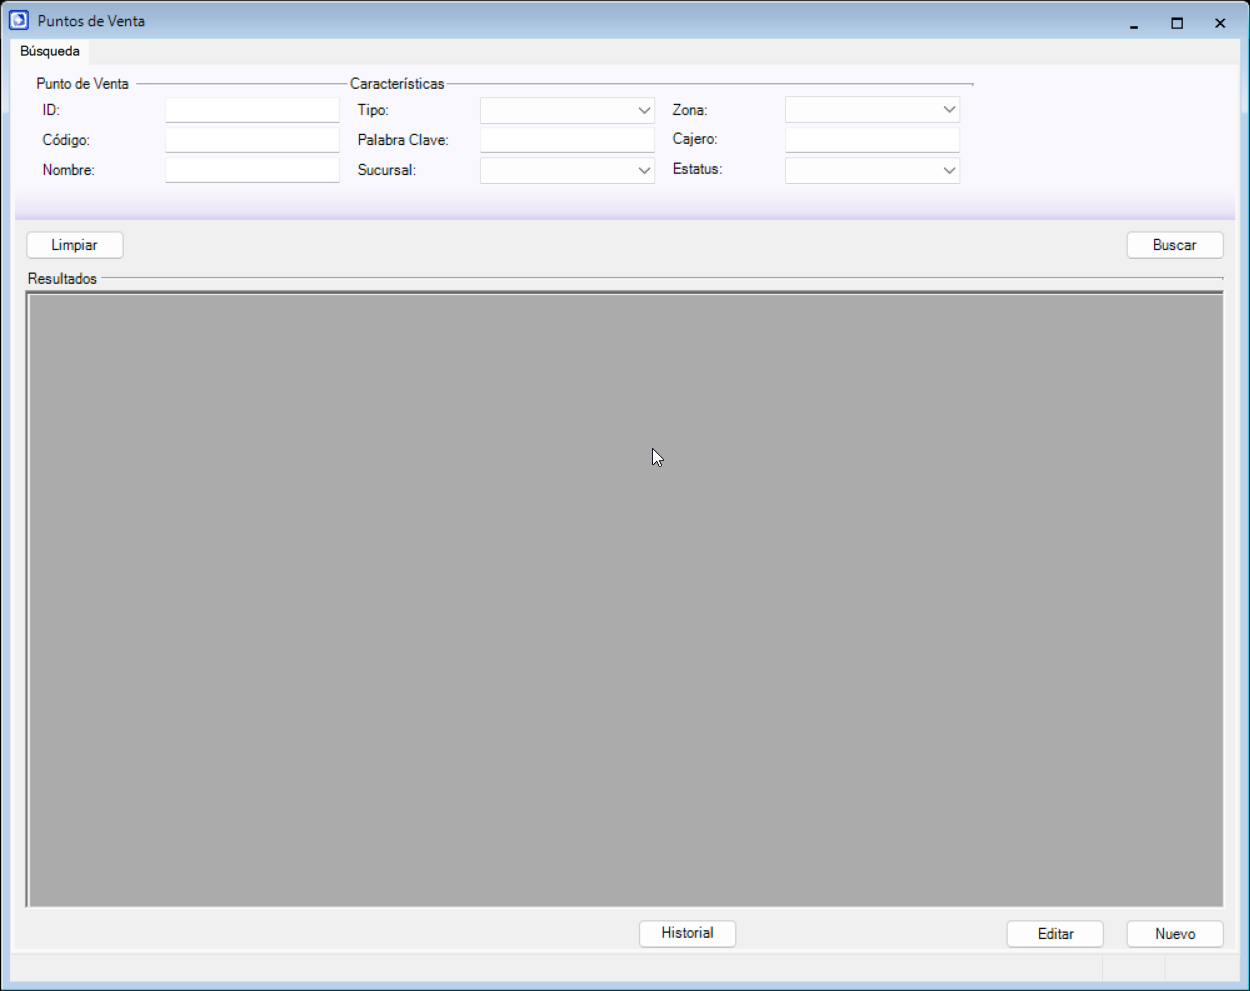 Puntos de Venta
Búsqueda
Punto de Venta Características
ID: Tipo: Zona:
Código: Palabra Clave: Cajero:
Nombre: Sucursal: Estatus:
Limpiar Buscar
Resultados
Historial Editar Nuevo